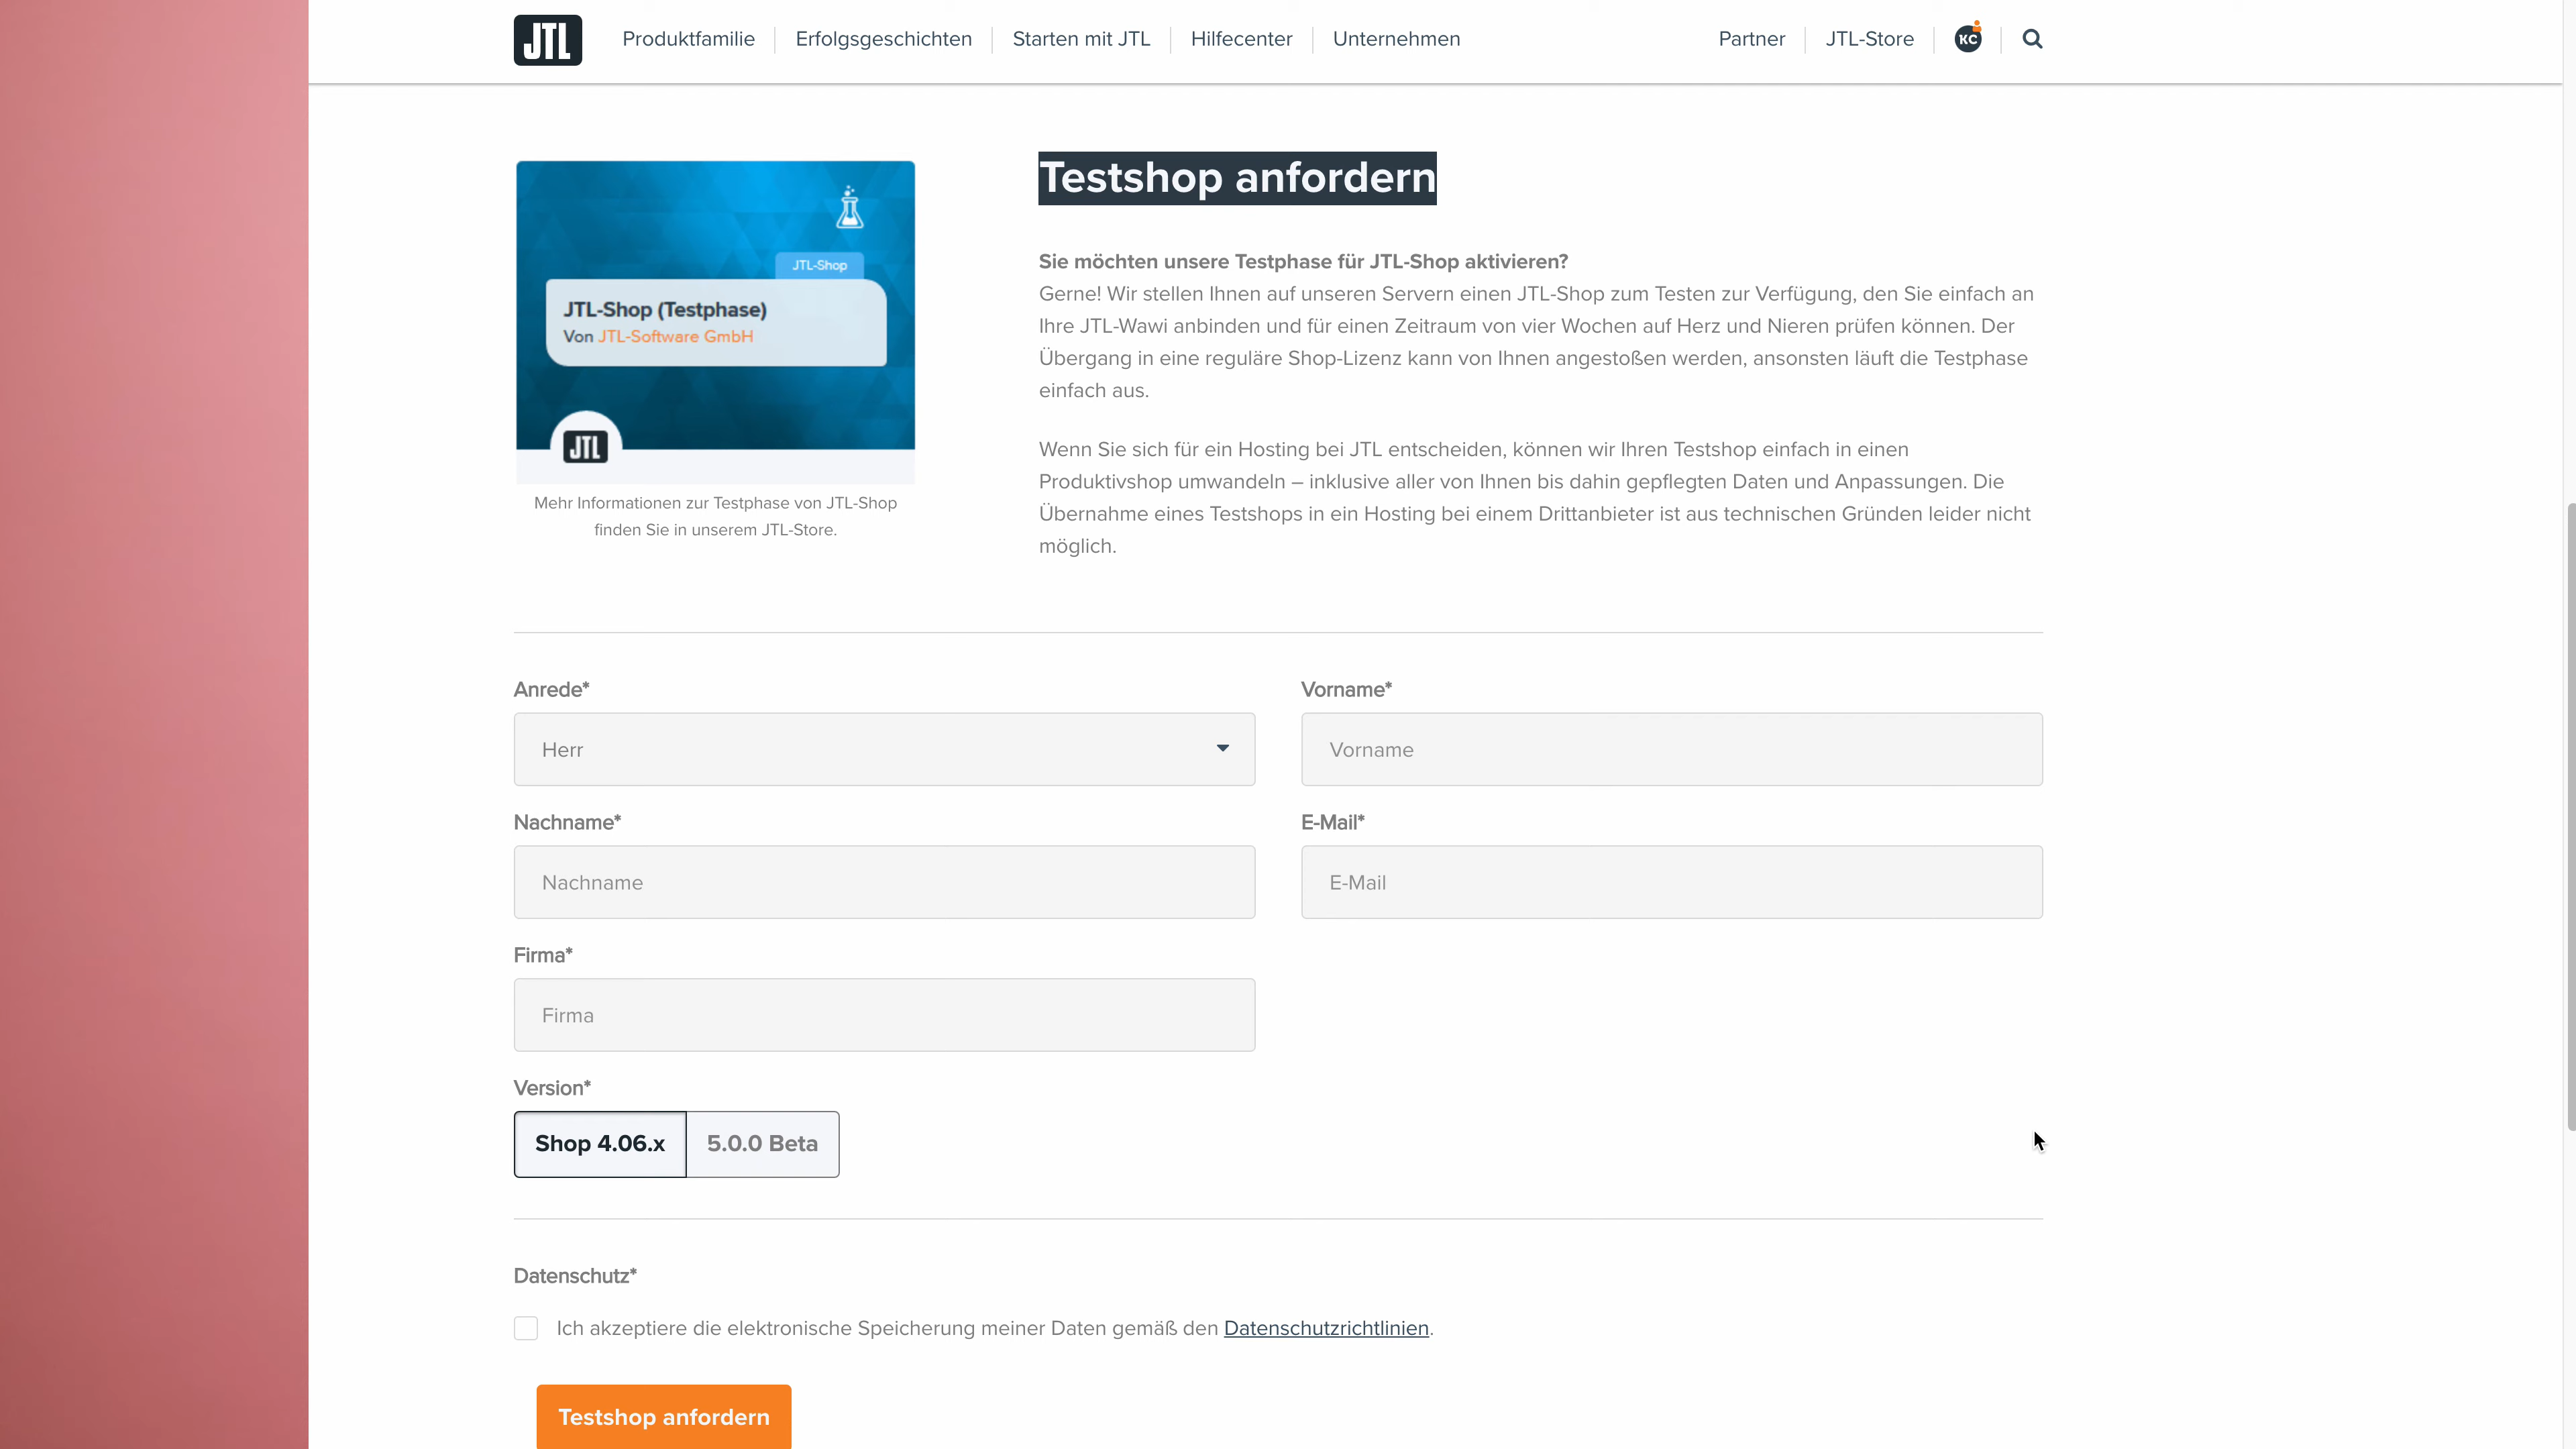 JTL
Produktfamilie
Erfolgsgeschichten
Starten mit JTL
Hilfecenter
Unternehmen
Partner
JTL-Store
KC
Testshop anfordern
JTL-Shop
JTL-Shop (Testphase)
Von JTL-Software GmbH
JTL
Mehr Informationen zur Testphase von JTL-Shop
finden Sie in unserem JTL-Store.
Sie möchten unsere Testphase für JTL-Shop aktivieren?
Gerne! Wir stellen Ihnen auf unseren Servern einen JTL-Shop zum Testen zur Verfügung, den Sie einfach an
Ihre JTL-Wawi anbinden und für einen Zeitraum von vier Wochen auf Herz und Nieren prüfen können. Der
Übergang in eine reguläre Shop-Lizenz kann von Ihnen angestoßen werden, ansonsten läuft die Testphase
einfach aus.
Wenn Sie sich für ein Hosting bei JTL entscheiden, können wir Ihren Testshop einfach in einen
Produktivshop umwandeln – inklusive aller von Ihnen bis dahin gepflegten Daten und Anpassungen. Die
Übernahme eines Testshops in ein Hosting bei einem Drittanbieter ist aus technischen Gründen leider nicht
möglich.
Anrede*
Herr
Vorname*
Vorname
Nachname*
Nachname
E-Mail*
E-Mail
Firma*
Firma
Version*
Shop 4.06.x
5.0.0 Beta
Datenschutz*
Ich akzeptiere die elektronische Speicherung meiner Daten gemäß den Datenschutzrichtlinien.
Testshop anfordern